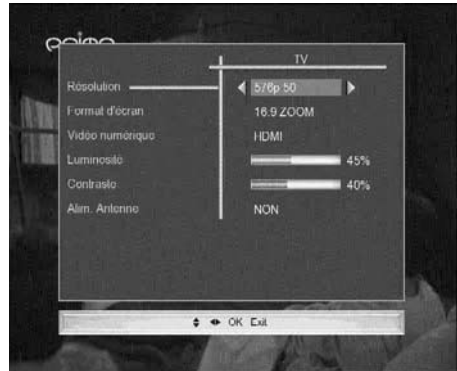 TV
Résolution 576p 50
Format d'écran 16:9 ZOOM
Vidéo numérique HDMI
Luminosité 45%
Contraste 40%
Alim. Antenne NON
OK Exit